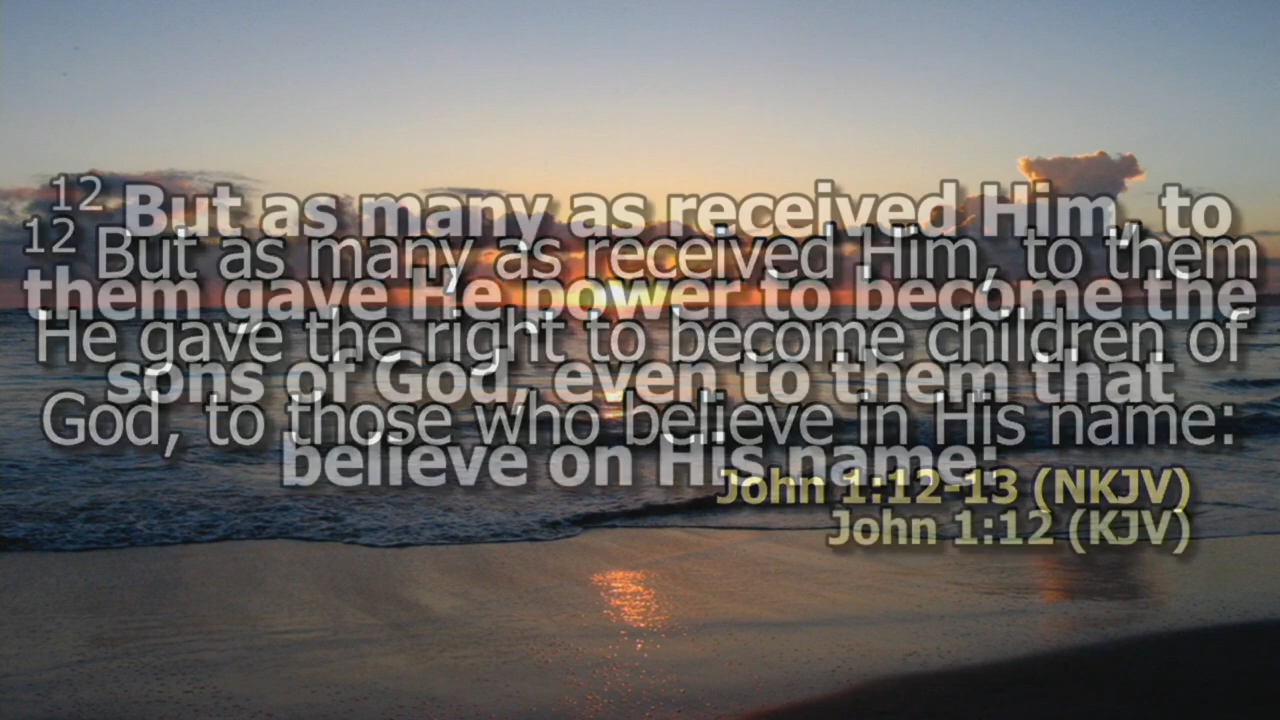 12 But as many as received Him, to
them gave He power to become the
sons of God, even to them that
believe on His name:
John 1:12 (KJV)
12 But as many as received Him, to them
He gave the right to become children of
God, to those who believe in His name:
John 1:12-13 (NKJV)